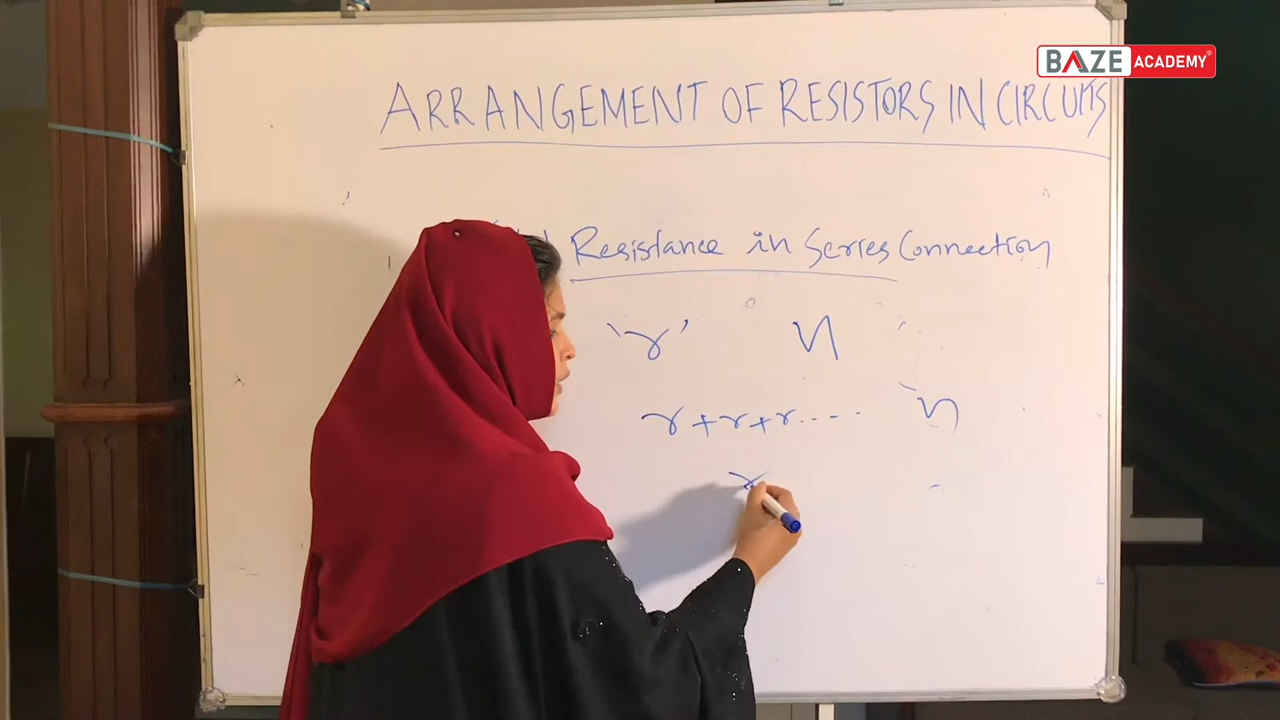 BAZE ACADEMY®
ARRANGEMENT OF RESISTORS IN CIRCUITS
Resistance in Series Connection
'r' n
r+r+r..... n
r